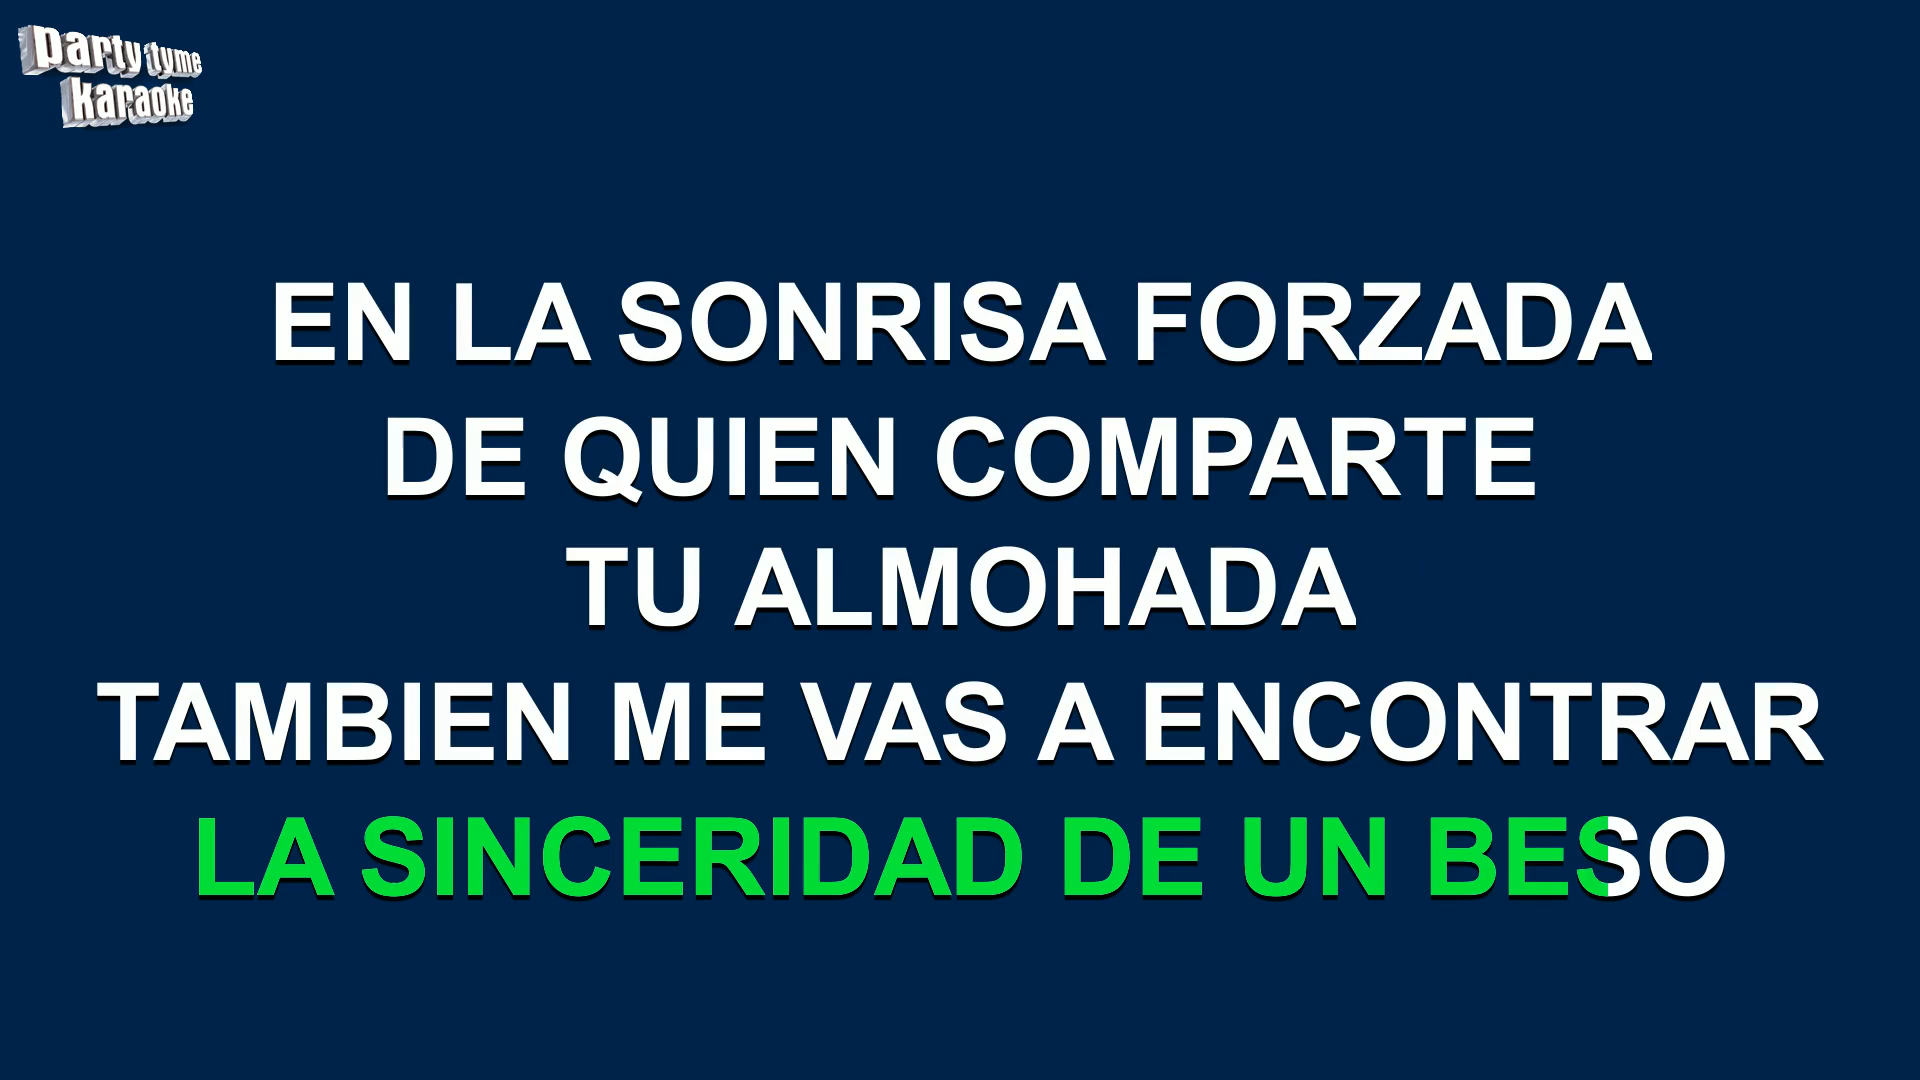 party tyme
karaoke
EN LA SONRISA FORZADA
DE QUIEN COMPARTE
TU ALMOHADA
TAMBIEN ME VAS A ENCONTRAR
LA SINCERIDAD DE UN BESO